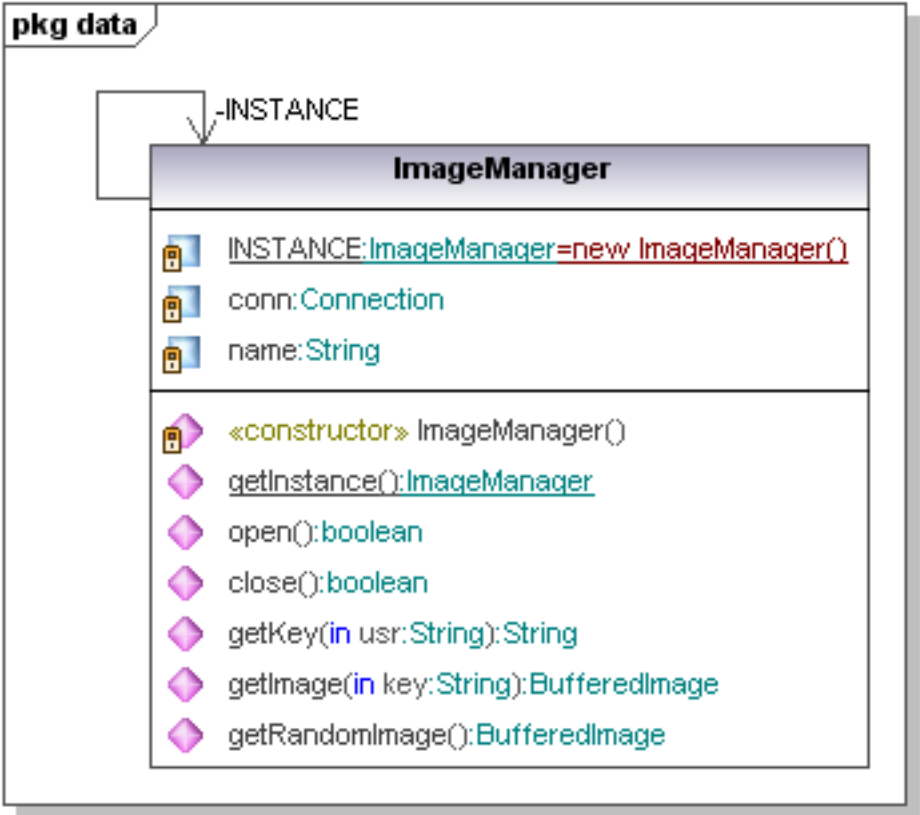 pkg data
-INSTANCE
ImageManager
INSTANCE:ImageManager=new ImageManager()
conn:Connection
name:String
«constructor» ImageManager()
getInstance():ImageManager
open():boolean
close():boolean
getKey(in usr:String):String
getImage(in key:String):BufferedImage
getRandomImage():BufferedImage